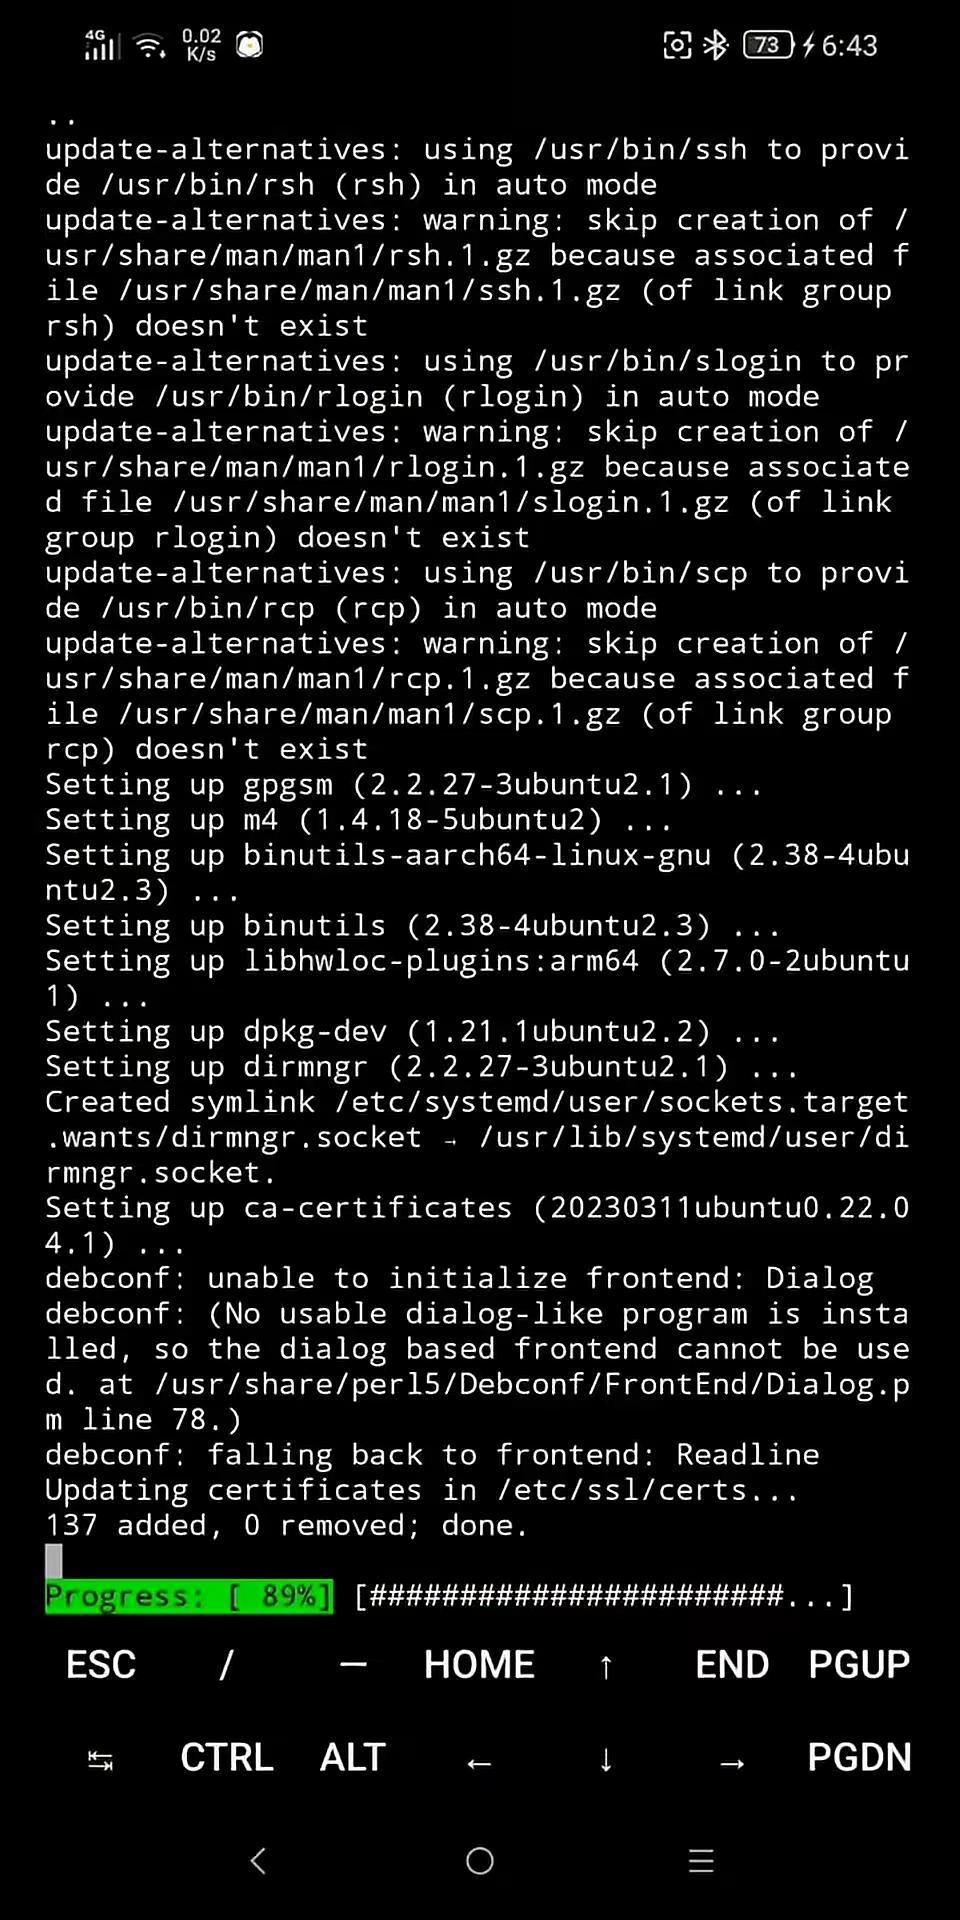 4G 0.02 K/s 73 6:43
..
update-alternatives: using /usr/bin/ssh to provi
de /usr/bin/rsh (rsh) in auto mode
update-alternatives: warning: skip creation of /
usr/share/man/man1/rsh.1.gz because associated f
ile /usr/share/man/man1/ssh.1.gz (of link group
rsh) doesn't exist
update-alternatives: using /usr/bin/slogin to pr
ovide /usr/bin/rlogin (rlogin) in auto mode
update-alternatives: warning: skip creation of /
usr/share/man/man1/rlogin.1.gz because associate
d file /usr/share/man/man1/slogin.1.gz (of link
group rlogin) doesn't exist
update-alternatives: using /usr/bin/scp to provi
de /usr/bin/rcp (rcp) in auto mode
update-alternatives: warning: skip creation of /
usr/share/man/man1/rcp.1.gz because associated f
ile /usr/share/man/man1/scp.1.gz (of link group
rcp) doesn't exist
Setting up gpgsm (2.2.27-3ubuntu2.1) ...
Setting up m4 (1.4.18-5ubuntu2) ...
Setting up binutils-aarch64-linux-gnu (2.38-4ubu
ntu2.3) ...
Setting up binutils (2.38-4ubuntu2.3) ...
Setting up libhwloc-plugins:arm64 (2.7.0-2ubuntu
1) ...
Setting up dpkg-dev (1.21.1ubuntu2.2) ...
Setting up dirmngr (2.2.27-3ubuntu2.1) ...
Created symlink /etc/systemd/user/sockets.target
.wants/dirmngr.socket → /usr/lib/systemd/user/di
rmngr.socket.
Setting up ca-certificates (20230311ubuntu0.22.0
4.1) ...
debconf: unable to initialize frontend: Dialog
debconf: (No usable dialog-like program is insta
lled, so the dialog based frontend cannot be use
d. at /usr/share/perl5/Debconf/FrontEnd/Dialog.p
m line 78.)
debconf: falling back to frontend: Readline
Updating certificates in /etc/ssl/certs...
137 added, 0 removed; done.
Progress: [ 89%] [#######################...]
ESC / — HOME ↑ END PGUP
↹ CTRL ALT ← ↓ → PGDN